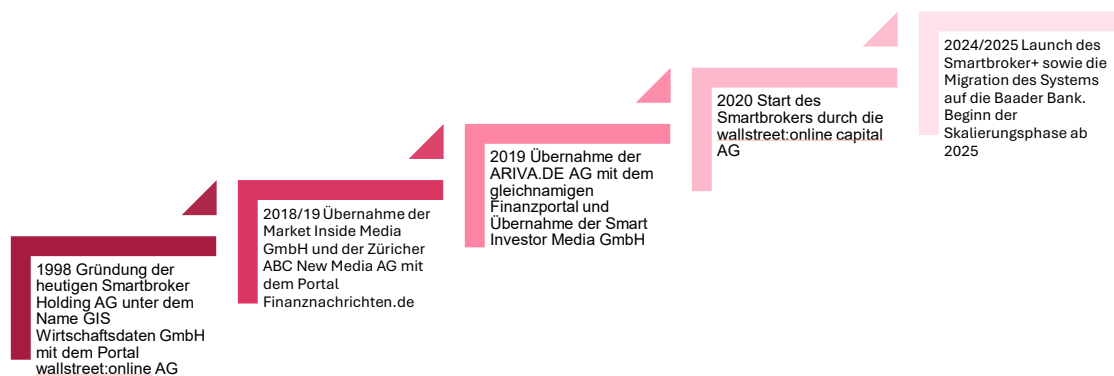 1998 Gründung der
heutigen Smartbroker
Holding AG unter dem
Name GIS
Wirtschaftsdaten GmbH
mit dem Portal
wallstreet:online AG
2018/19 Übernahme der
Market Inside Media
GmbH und der Züricher
ABC New Media AG mit
dem Portal
Finanznachrichten.de
2019 Übernahme der
ARIVA.DE AG mit dem
gleichnamigen
Finanzportal und
Übernahme der Smart
Investor Media GmbH
2020 Start des
Smartbrokers durch die
wallstreet:online capital
AG
2024/2025 Launch des
Smartbroker+ sowie die
Migration des Systems
auf die Baader Bank.
Beginn der
Skalierungsphase ab
2025